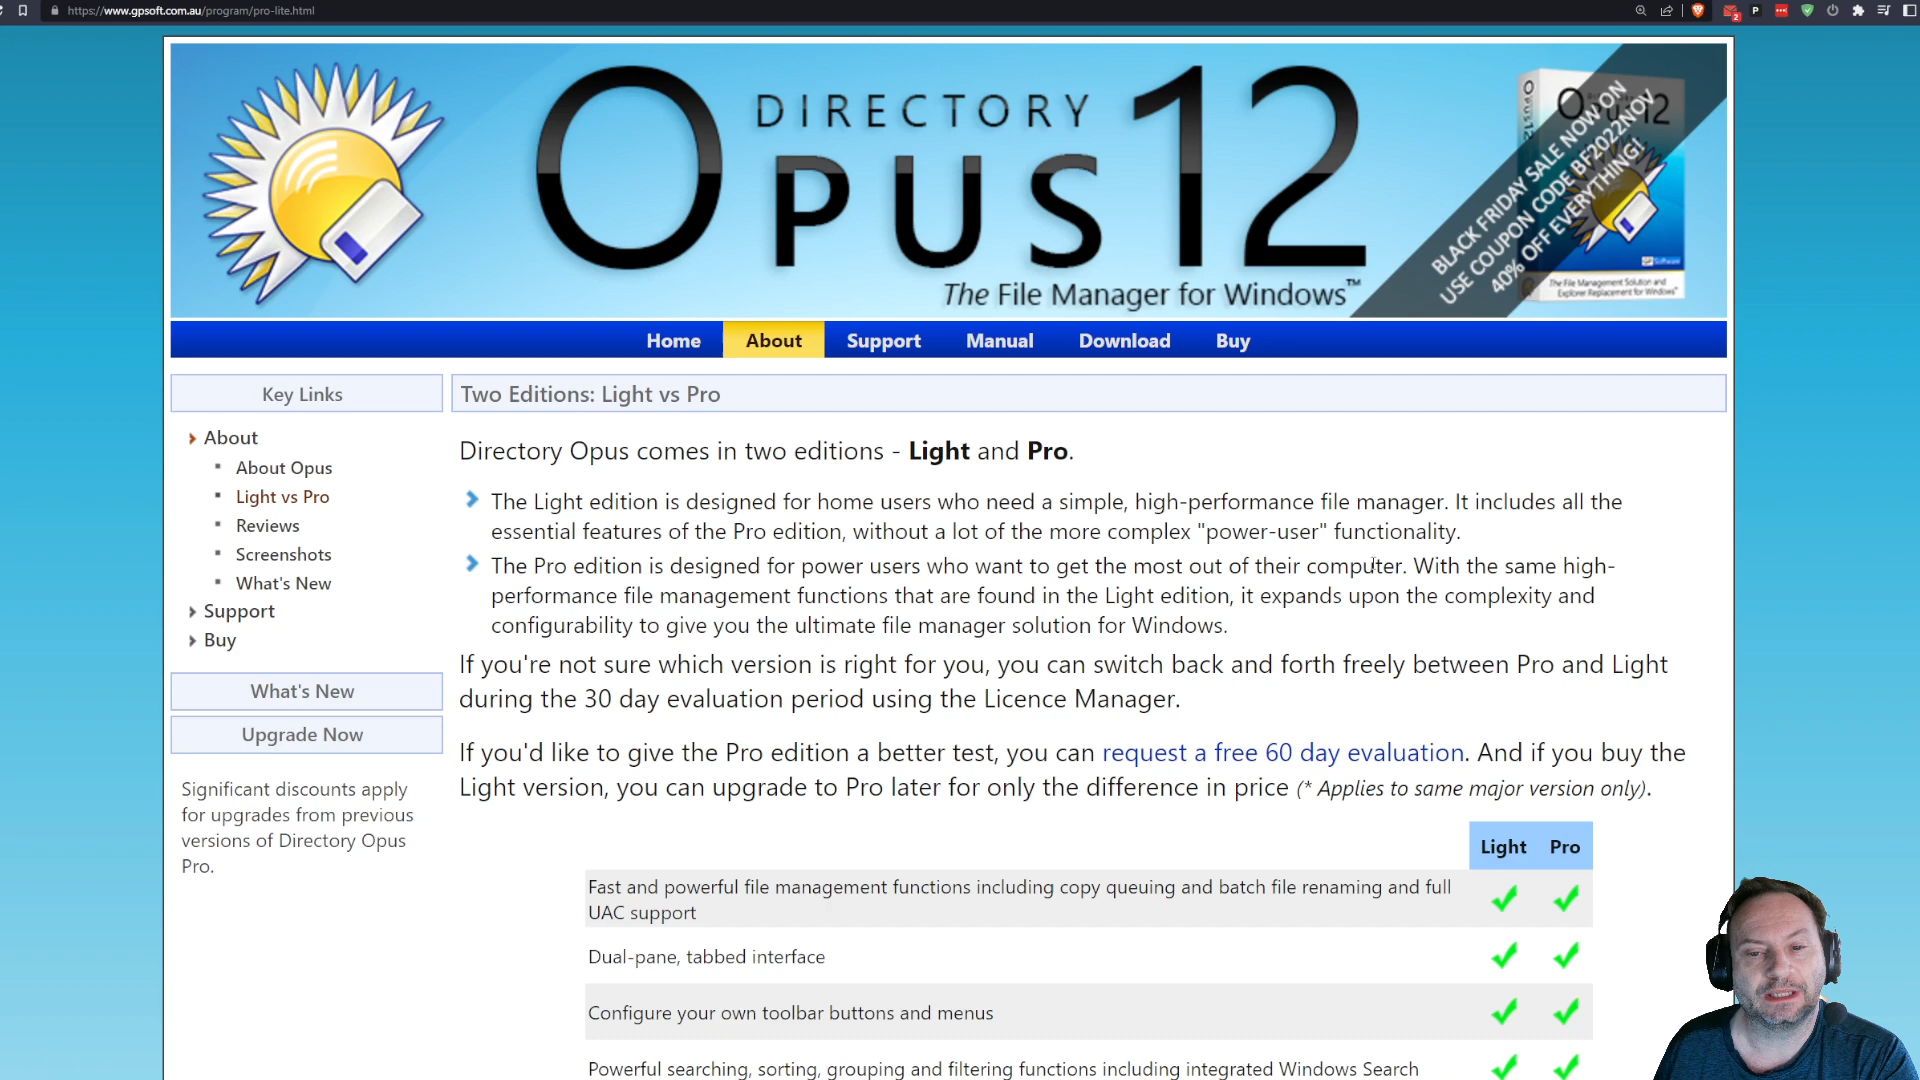 https://www.gpsoft.com.au/program/pro-lite.html
2
P
DIRECTORY
OPUS 12
The File Manager for Windows™
OPUS 12
BLACK FRIDAY SALE NOW ON
USE COUPON CODE BF2022NOV
40% OFF EVERYTHING!
The File Management Solution and
Explorer Replacement for Windows
Home
About
Support
Manual
Download
Buy
Key Links
About
About Opus
Light vs Pro
Reviews
Screenshots
What's New
Support
Buy
What's New
Upgrade Now
Significant discounts apply
for upgrades from previous
versions of Directory Opus
Pro.
Two Editions: Light vs Pro
Directory Opus comes in two editions - Light and Pro.
The Light edition is designed for home users who need a simple, high-performance file manager. It includes all the
essential features of the Pro edition, without a lot of the more complex "power-user" functionality.
The Pro edition is designed for power users who want to get the most out of their computer. With the same high-
performance file management functions that are found in the Light edition, it expands upon the complexity and
configurability to give you the ultimate file manager solution for Windows.
If you're not sure which version is right for you, you can switch back and forth freely between Pro and Light
during the 30 day evaluation period using the Licence Manager.
If you'd like to give the Pro edition a better test, you can request a free 60 day evaluation. And if you buy the
Light version, you can upgrade to Pro later for only the difference in price (* Applies to same major version only).
Light Pro
Fast and powerful file management functions including copy queuing and batch file renaming and full
UAC support
Dual-pane, tabbed interface
Configure your own toolbar buttons and menus
Powerful searching, sorting, grouping and filtering functions including integrated Windows Search